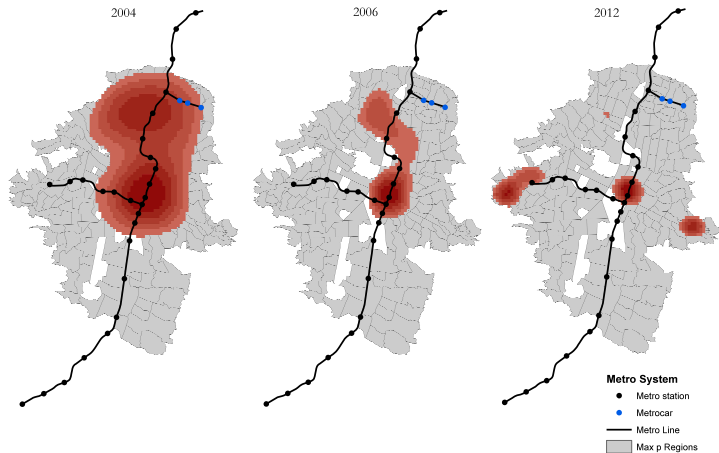 2004
2006
2012
Metro System
Metro station
Metrocar
Metro Line
Max p Regions